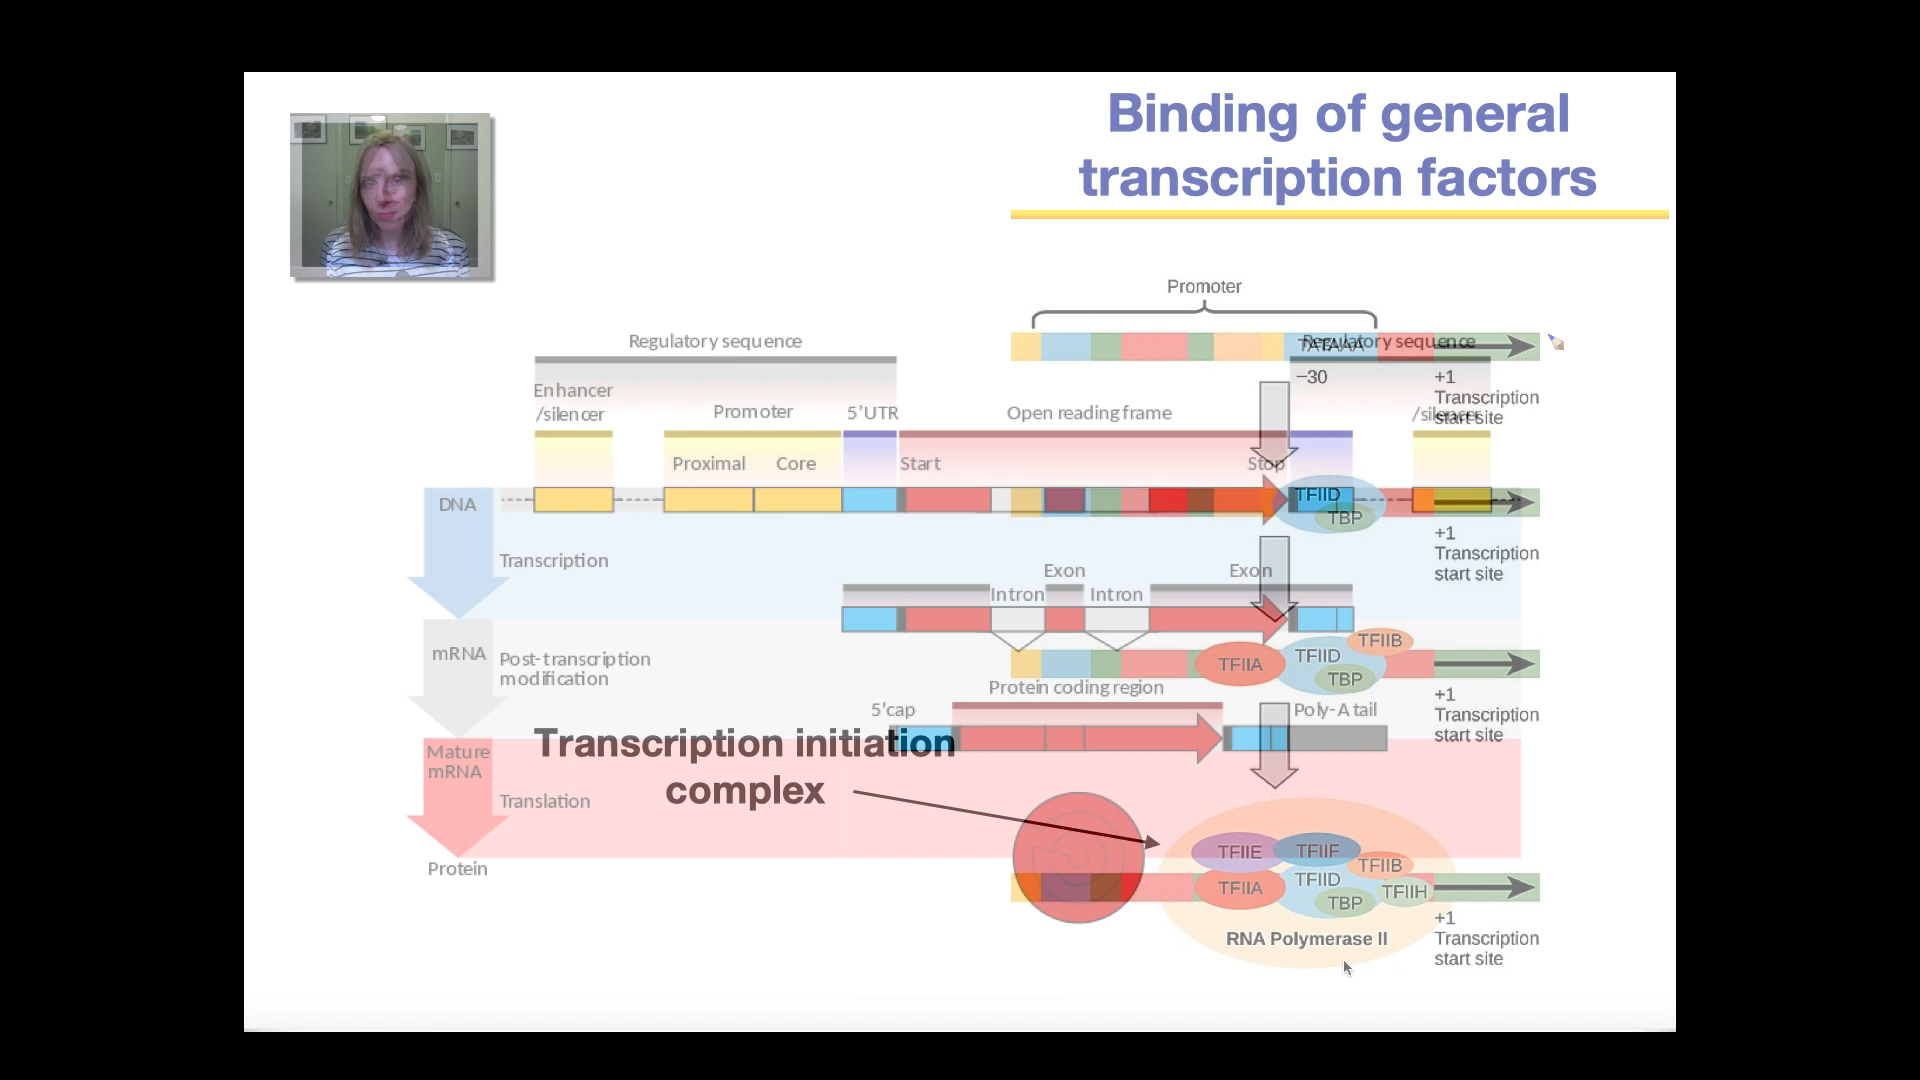 Binding of general
transcription factors
Promoter
TATAAA
Regulatory sequence
Regulatory sequence
−30
+1
Transcription
start site
Enhancer
/silencer
Promoter
5’UTR
Open reading frame
/silencer
Proximal
Core
Start
Stop
DNA
TFIID
TBP
+1
Transcription
start site
Transcription
Exon
Exon
Intron
Intron
mRNA
Post-transcription
modification
TFIIA
TFIID
TFIIB
TBP
+1
Transcription
start site
Protein coding region
5’cap
Poly-A tail
Transcription initiation
complex
Mature
mRNA
Translation
Protein
TFIIE
TFIIF
TFIIB
TFIIA
TFIID
TFIIH
TBP
RNA Polymerase II
+1
Transcription
start site